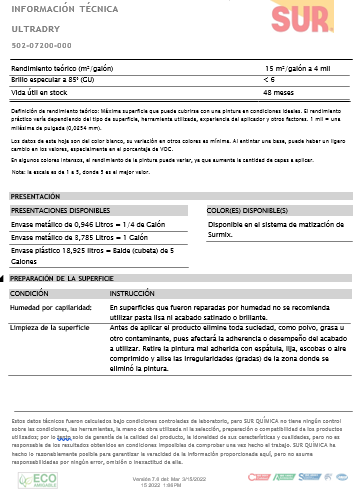 INFORMACIÓN TÉCNICA
SUR
ULTRADRY
502-07200-000
Rendimiento teórico (m²/galón) 15 m²/galón a 4 mil
Brillo especular a 85° (GU) < 6
Vida útil en stock 48 meses
Definición de rendimiento teórico: Máxima superficie que puede cubrirse con una pintura en condiciones ideales. El rendimiento
práctico varía dependiendo del tipo de superficie, herramienta utilizada, experiencia del aplicador y otros factores. 1 mil = una
milésima de pulgada (0,0254 mm).
Los datos de esta hoja son del color blanco, su variación en otros colores es mínima. Al entintar una base, puede haber un ligero
cambio en los valores, especialmente en el porcentaje de VOC.
En algunos colores intensos, el rendimiento de la pintura puede variar, ya que aumenta la cantidad de capas a aplicar.
Nota: la escala es de 1 a 5, donde 5 es el mejor valor.
PRESENTACIÓN
PRESENTACIONES DISPONIBLES COLOR(ES) DISPONIBLE(S)
Envase metálico de 0,946 Litros = 1/4 de Galón
Envase metálico de 3,785 Litros = 1 Galón
Envase plástico 18,925 litros = Balde (cubeta) de 5
Galones
Disponible en el sistema de matización de
Surmix.
PREPARACIÓN DE LA SUPERFICIE
CONDICIÓN INSTRUCCIÓN
Humedad por capilaridad: En superficies que fueron reparadas por humedad no se recomienda
utilizar pasta lisa ni acabado satinado o brillante.
Limpieza de la superficie Antes de aplicar el producto elimine toda suciedad, como polvo, grasa u
otro contaminante, pues afectará la adherencia o desempeño del acabado
a utilizar. Retire la pintura mal adherida con espátula, lija, escobas o aire
comprimido y alise las irregularidades (gradas) de la zona donde se
eliminó la pintura.
Estos datos técnicos fueron calculados bajo condiciones controladas de laboratorio, pero SUR QUÍMICA no tiene ningún control
sobre las condiciones, las herramientas, la mano de obra utilizada ni la selección, preparación o compatibilidad de los productos
utilizados; por lo tanto solo da garantía de la calidad del producto, la idoneidad de sus características y cualidades, pero no es
responsable de los resultados obtenidos en condiciones imposibles de comprobar una vez hecho el trabajo. SUR QUÍMICA ha
hecho lo razonablemente posible para garantizar la veracidad de la información proporcionada aquí, pero no asume
responsabilidades por ningún error, omisión o inexactitud de ella.
ECO
Versión 7.0 del. Mar 3/15/2022
15 2022 1:66PM